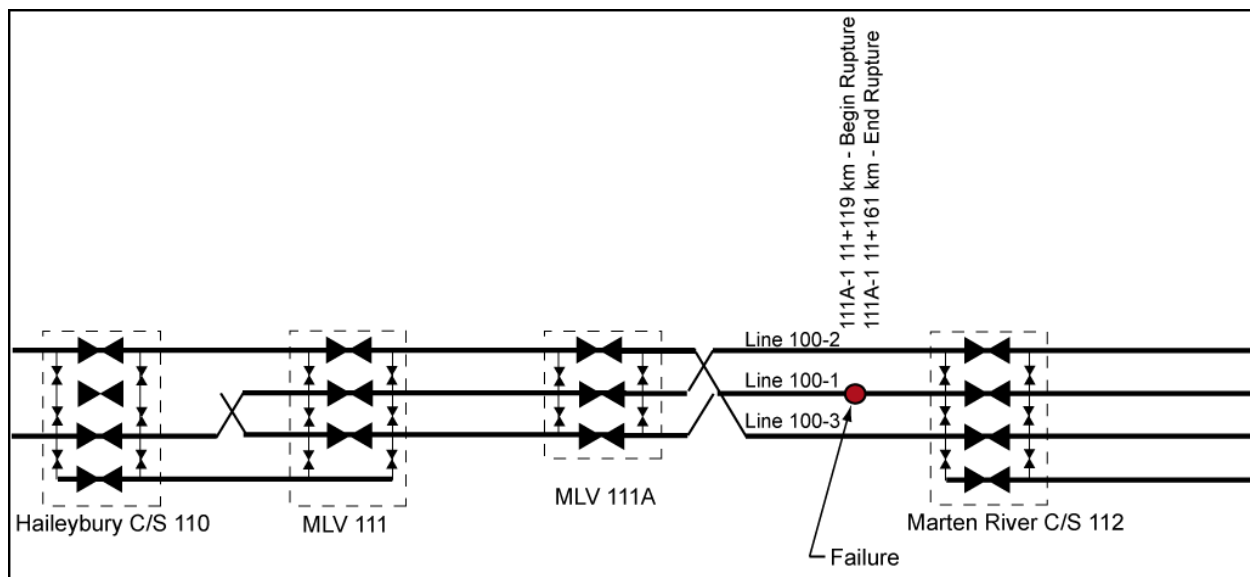 111A-1 11+119 km - Begin Rupture
111A-1 11+161 km - End Rupture
Line 100-2
Line 100-1
Line 100-3
Haileybury C/S 110
MLV 111
MLV 111A
Marten River C/S 112
Failure